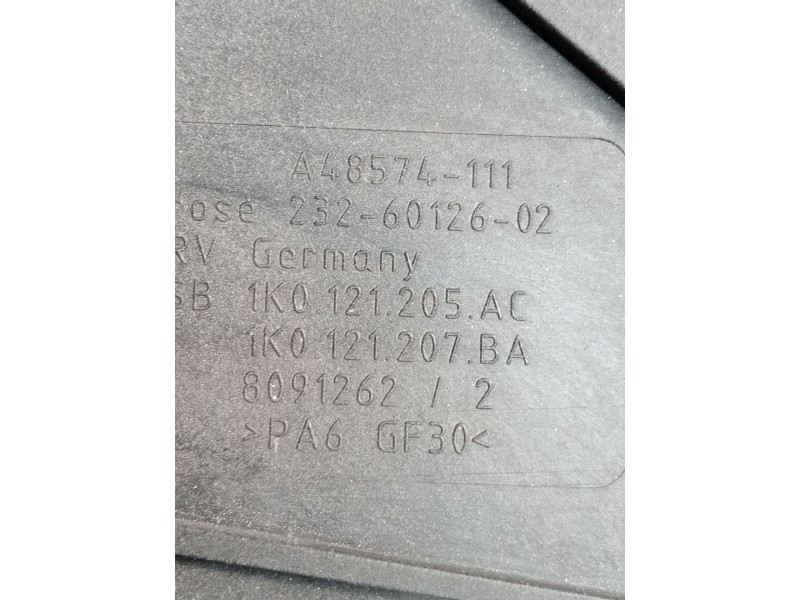 A48574-111
ose 232-60126-02
RV Germany
SB 1K0.121.205.AC
1K0.121.207.BA
8091262 / 2
>PA6 GF30<